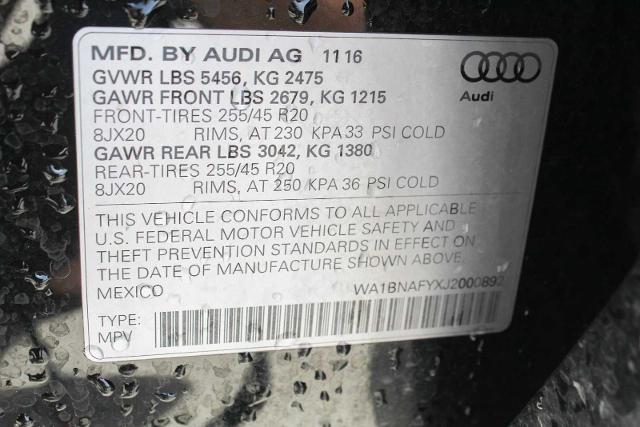 MFD. BY AUDI AG 11 16
GVWR LBS 5456, KG 2475
GAWR FRONT LBS 2679, KG 1215
Audi
FRONT-TIRES 255/45 R20
8JX20 RIMS, AT 230 KPA 33 PSI COLD
GAWR REAR LBS 3042, KG 1380
REAR-TIRES 255/45 R20
8JX20 RIMS, AT 250 KPA 36 PSI COLD
THIS VEHICLE CONFORMS TO ALL APPLICABLE
U.S. FEDERAL MOTOR VEHICLE SAFETY AND
THEFT PREVENTION STANDARDS IN EFFECT ON
THE DATE OF MANUFACTURE SHOWN ABOVE.
MEXICO WA1BNAFYXJ2000892
TYPE:
MPV